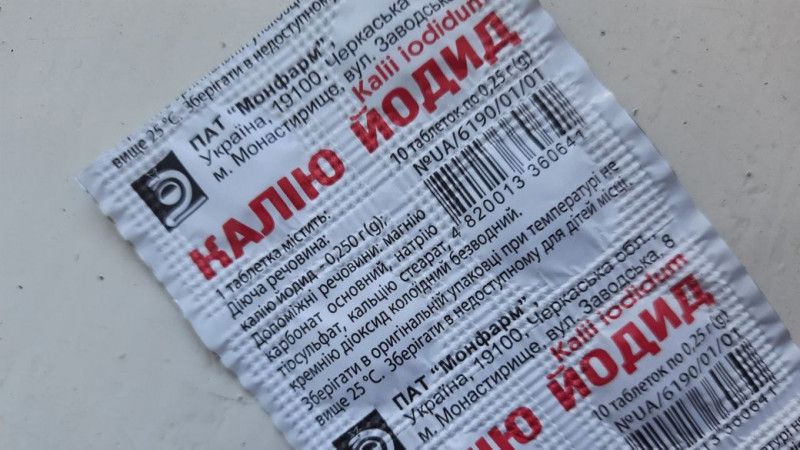 вище 25 °С. Зберігати в недоступному
ПАТ "Монфарм",
Україна, 19100, Черкаська
м. Монастирище, вул. Заводська
Kalii iodidum
КАЛІЮ ЙОДИД
10 таблеток по 0,25 г(g)
№UA/6190/01/01
4 820013 360641
1 таблетка містить:
Діюча речовина:
калію йодид – 0,250 г(g);
Допоміжні речовини: магнію
карбонат основний, натрію
тіосульфат, кальцію стеарат,
кремнію діоксид колоїдний безводний.
Зберігати в оригінальній упаковці при температурі не
вище 25 °С. Зберігати в недоступному для дітей місці.
ПАТ "Монфарм",
Україна, 19100, Черкаська обл.,
м. Монастирище, вул. Заводська, 8
Kalii iodidum
ЙОДИД
10 таблеток по 0,25 г(g)
№UA/6190/01/01
13 360641